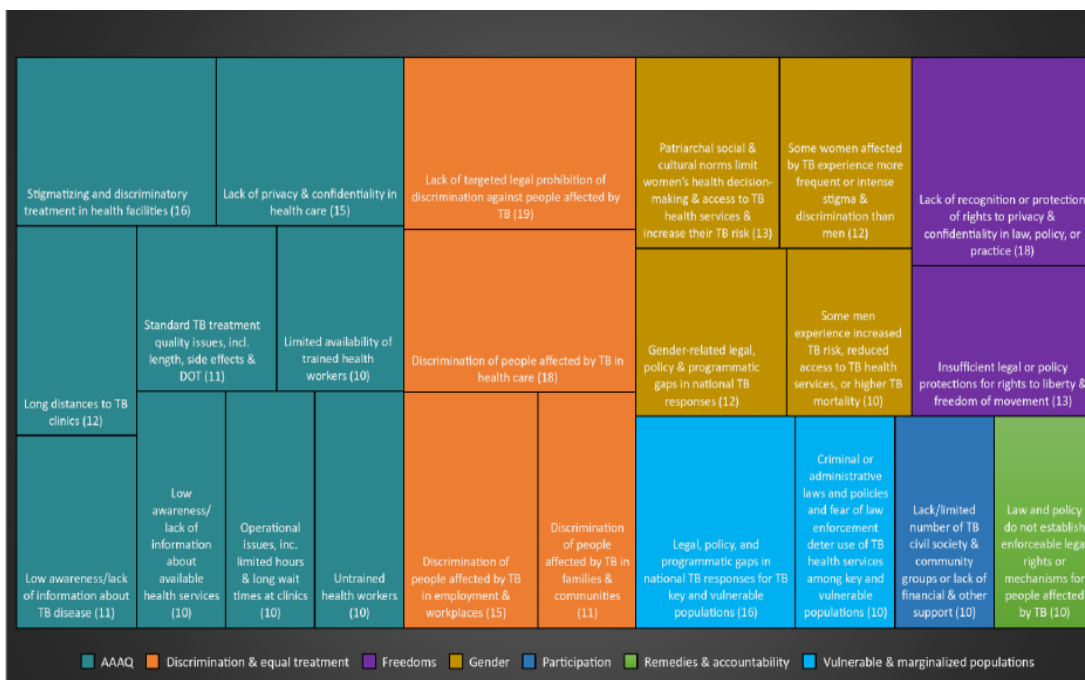 Stigmatizing and discriminatory
treatment in health facilities (16)
Lack of privacy & confidentiality in
health care (15)
Lack of targeted legal prohibition of
discrimination against people affected by
TB (19)
Patriarchal social &
cultural norms limit
women's health decision-
making & access to TB
health services &
increase their TB risk (13)
Some women affected
by TB experience more
frequent or intense
stigma &
discrimination than
men (12)
Lack of recognition or protection
of rights to privacy &
confidentiality in law, policy, or
practice (18)
Long distances to TB
clinics (12)
Standard TB treatment
quality issues, incl.
length, side effects &
DOT (11)
Limited availability of
trained health
workers (10)
Discrimination of people affected by TB in
health care (18)
Gender-related legal,
policy & programmatic
gaps in national TB
responses (12)
Some men
experience increased
TB risk, reduced
access to TB health
services, or higher TB
mortality (10)
Insufficient legal or policy
protections for rights to liberty &
freedom of movement (13)
Low awareness/lack
of information about
TB disease (11)
Low
awareness/
lack of
information
about
available
health services
(10)
Operational
issues, inc.
limited hours
& long wait
times at clinics
(10)
Untrained
health workers
(10)
Discrimination of
people affected by TB
in employment &
workplaces (15)
Discrimination
of people
affected by TB in
families &
communities
(11)
Legal, policy, and
programmatic gaps in
national TB responses for TB
key and vulnerable
populations (16)
Criminal or
administrative
laws and policies
and fear of law
enforcement
deter use of TB
health services
among key and
vulnerable
populations (10)
Lack/limited
number of TB
civil society &
community
groups or lack of
financial & other
support (10)
Law and policy
do not establish
enforceable legal
rights or
mechanisms for
people affected
by TB (10)
AAAQ
Discrimination & equal treatment
Freedoms
Gender
Participation
Remedies & accountability
Vulnerable & marginalized populations